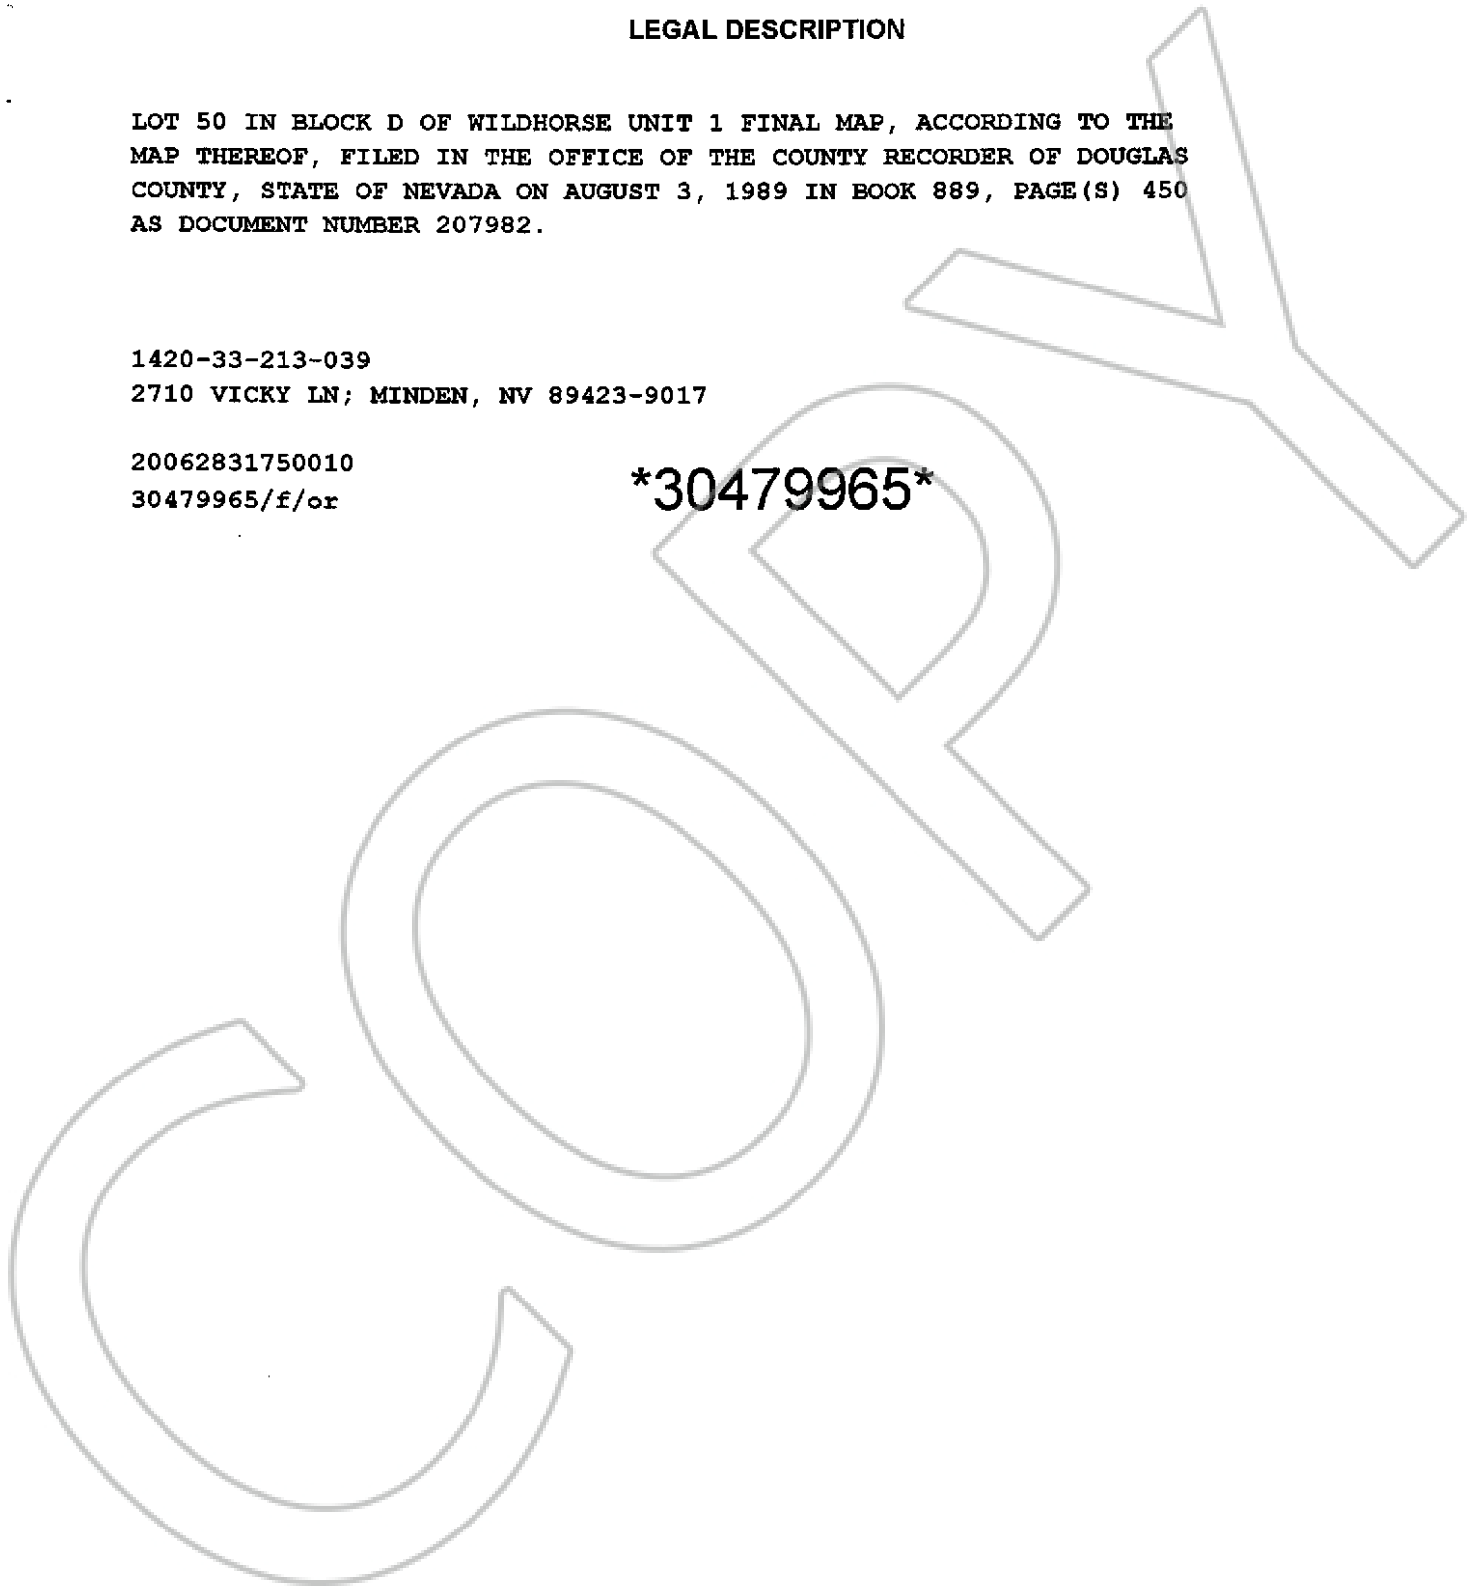 LEGAL DESCRIPTION
LOT 50 IN BLOCK D OF WILDHORSE UNIT 1 FINAL MAP, ACCORDING TO THE
MAP THEREOF, FILED IN THE OFFICE OF THE COUNTY RECORDER OF DOUGLAS
COUNTY, STATE OF NEVADA ON AUGUST 3, 1989 IN BOOK 889, PAGE(S) 450
AS DOCUMENT NUMBER 207982.
1420-33-213-039
2710 VICKY LN; MINDEN, NV 89423-9017
20062831750010
30479965/f/or
*30479965*
COPY